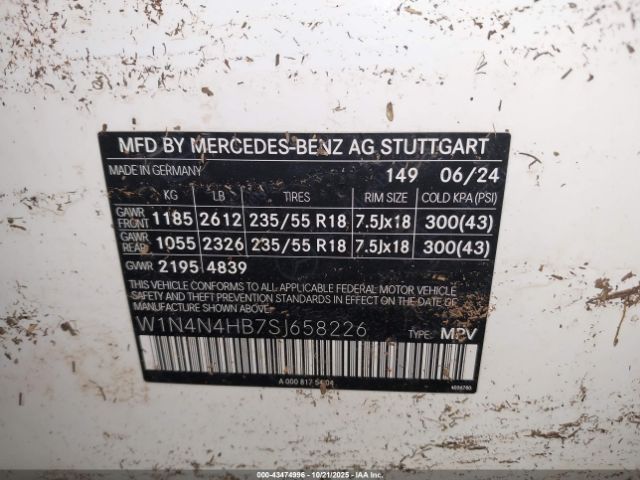 MFD BY MERCEDES-BENZ AG STUTTGART
MADE IN GERMANY 149 06/24
KG LB TIRES RIM SIZE COLD KPA(PSI)
GAWR FRONT 1185 2612 235/55 R18 7.5Jx18 300(43)
GAWR REAR 1055 2326 235/55 R18 7.5Jx18 300(43)
GVWR 2195 4839
THIS VEHICLE CONFORMS TO ALL APPLICABLE FEDERAL MOTOR VEHICLE
SAFETY AND THEFT PREVENTION STANDARDS IN EFFECT ON THE DATE OF
MANUFACTURE SHOWN ABOVE.
W1N4N4HB7SJ658226 TYPE: MPV
A 000 817 54 04
000-43474996 - 10/21/2025 - COPYRIGHT IAA, LLC.